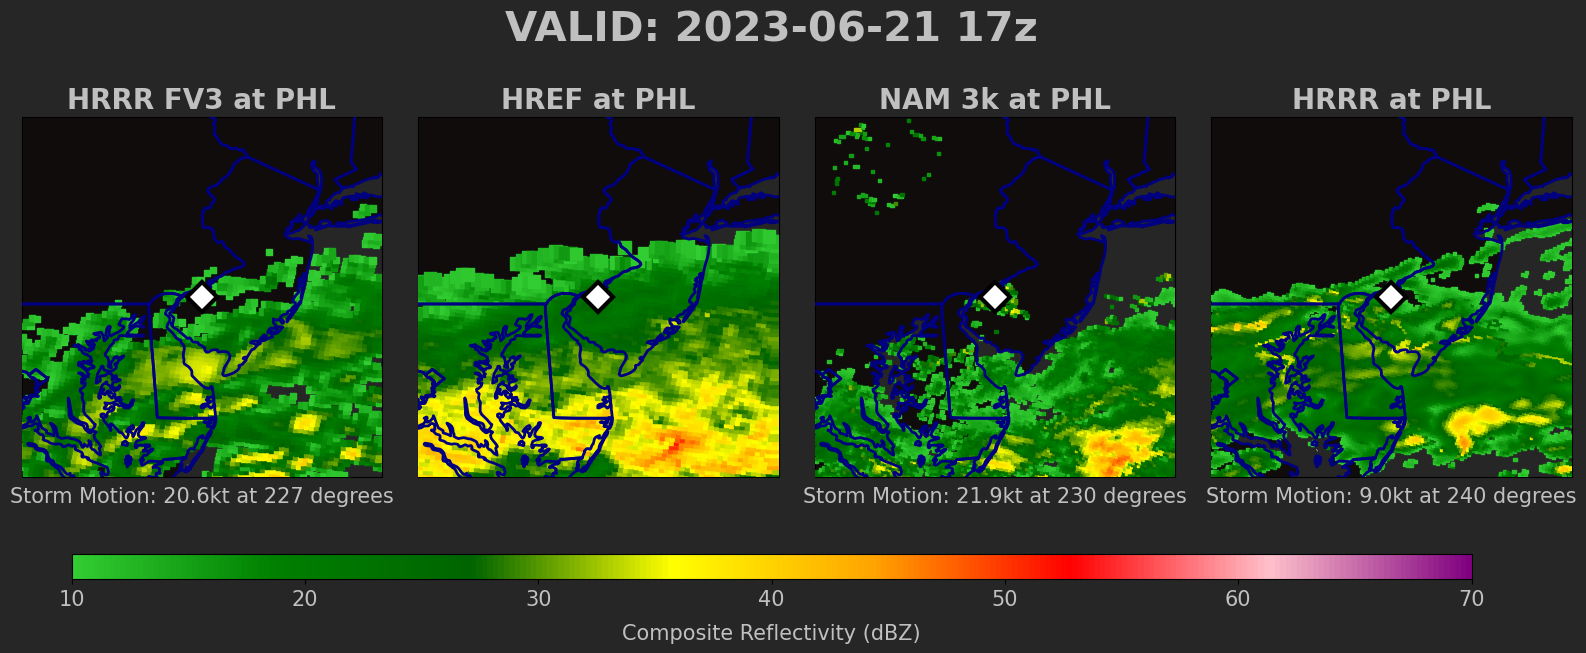 VALID: 2023-06-21 17z
HRRR FV3 at PHL
HREF at PHL
NAM 3k at PHL
HRRR at PHL
Storm Motion: 20.6kt at 227 degrees
Storm Motion: 21.9kt at 230 degrees
Storm Motion: 9.0kt at 240 degrees
10 20 30 40 50 60 70
Composite Reflectivity (dBZ)